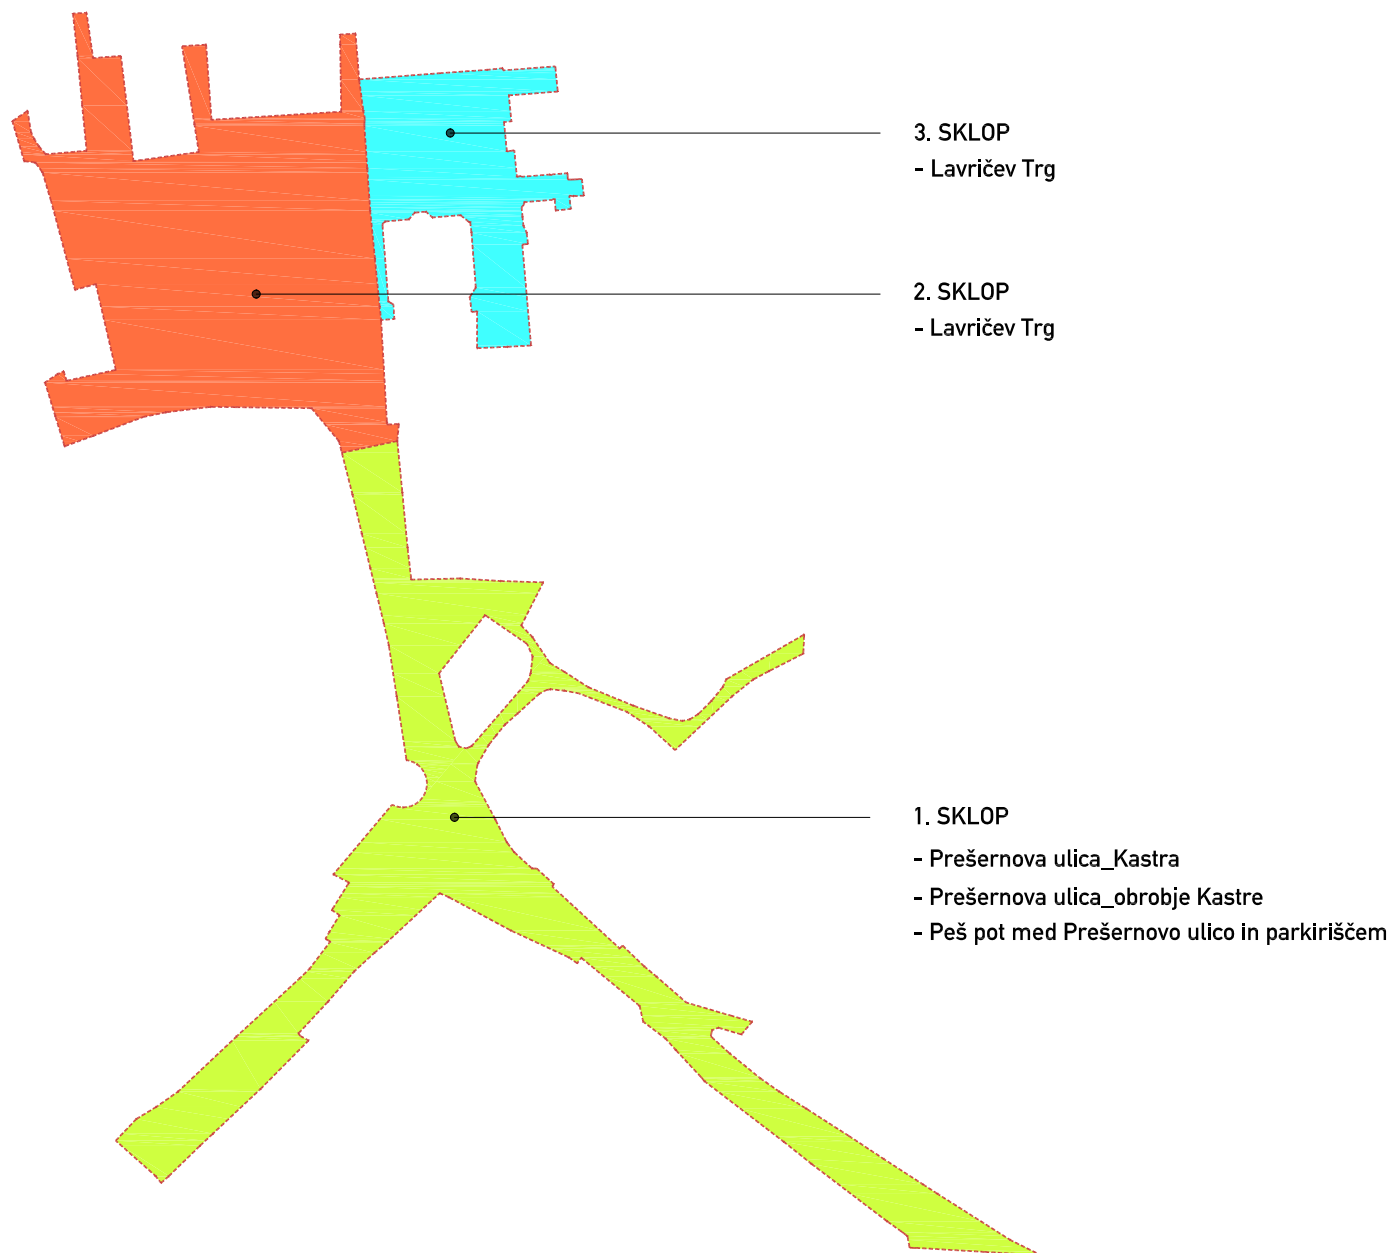 3. SKLOP
- Lavričev Trg
2. SKLOP
- Lavričev Trg
1. SKLOP
- Prešernova ulica_Kastra
- Prešernova ulica_obrobje Kastre
- Peš pot med Prešernovo ulico in parkiriščem